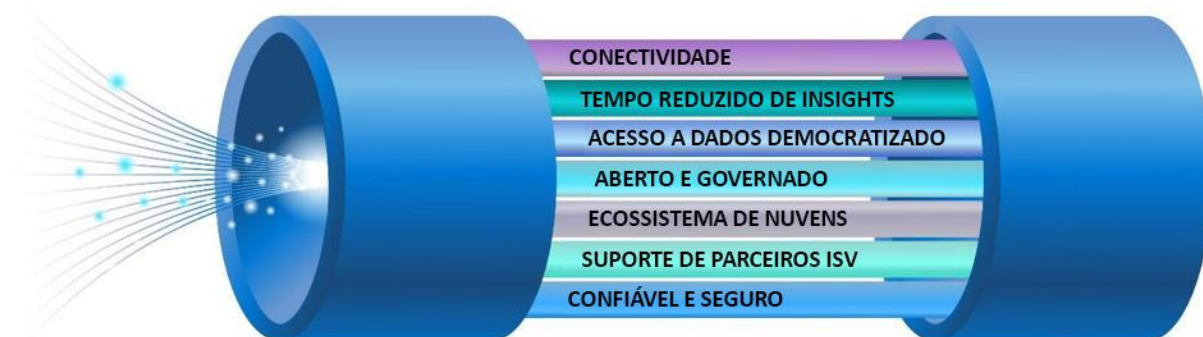 CONECTIVIDADE
TEMPO REDUZIDO DE INSIGHTS
ACESSO A DADOS DEMOCRATIZADO
ABERTO E GOVERNADO
ECOSSISTEMA DE NUVENS
SUPORTE DE PARCEIROS ISV
CONFIÁVEL E SEGURO